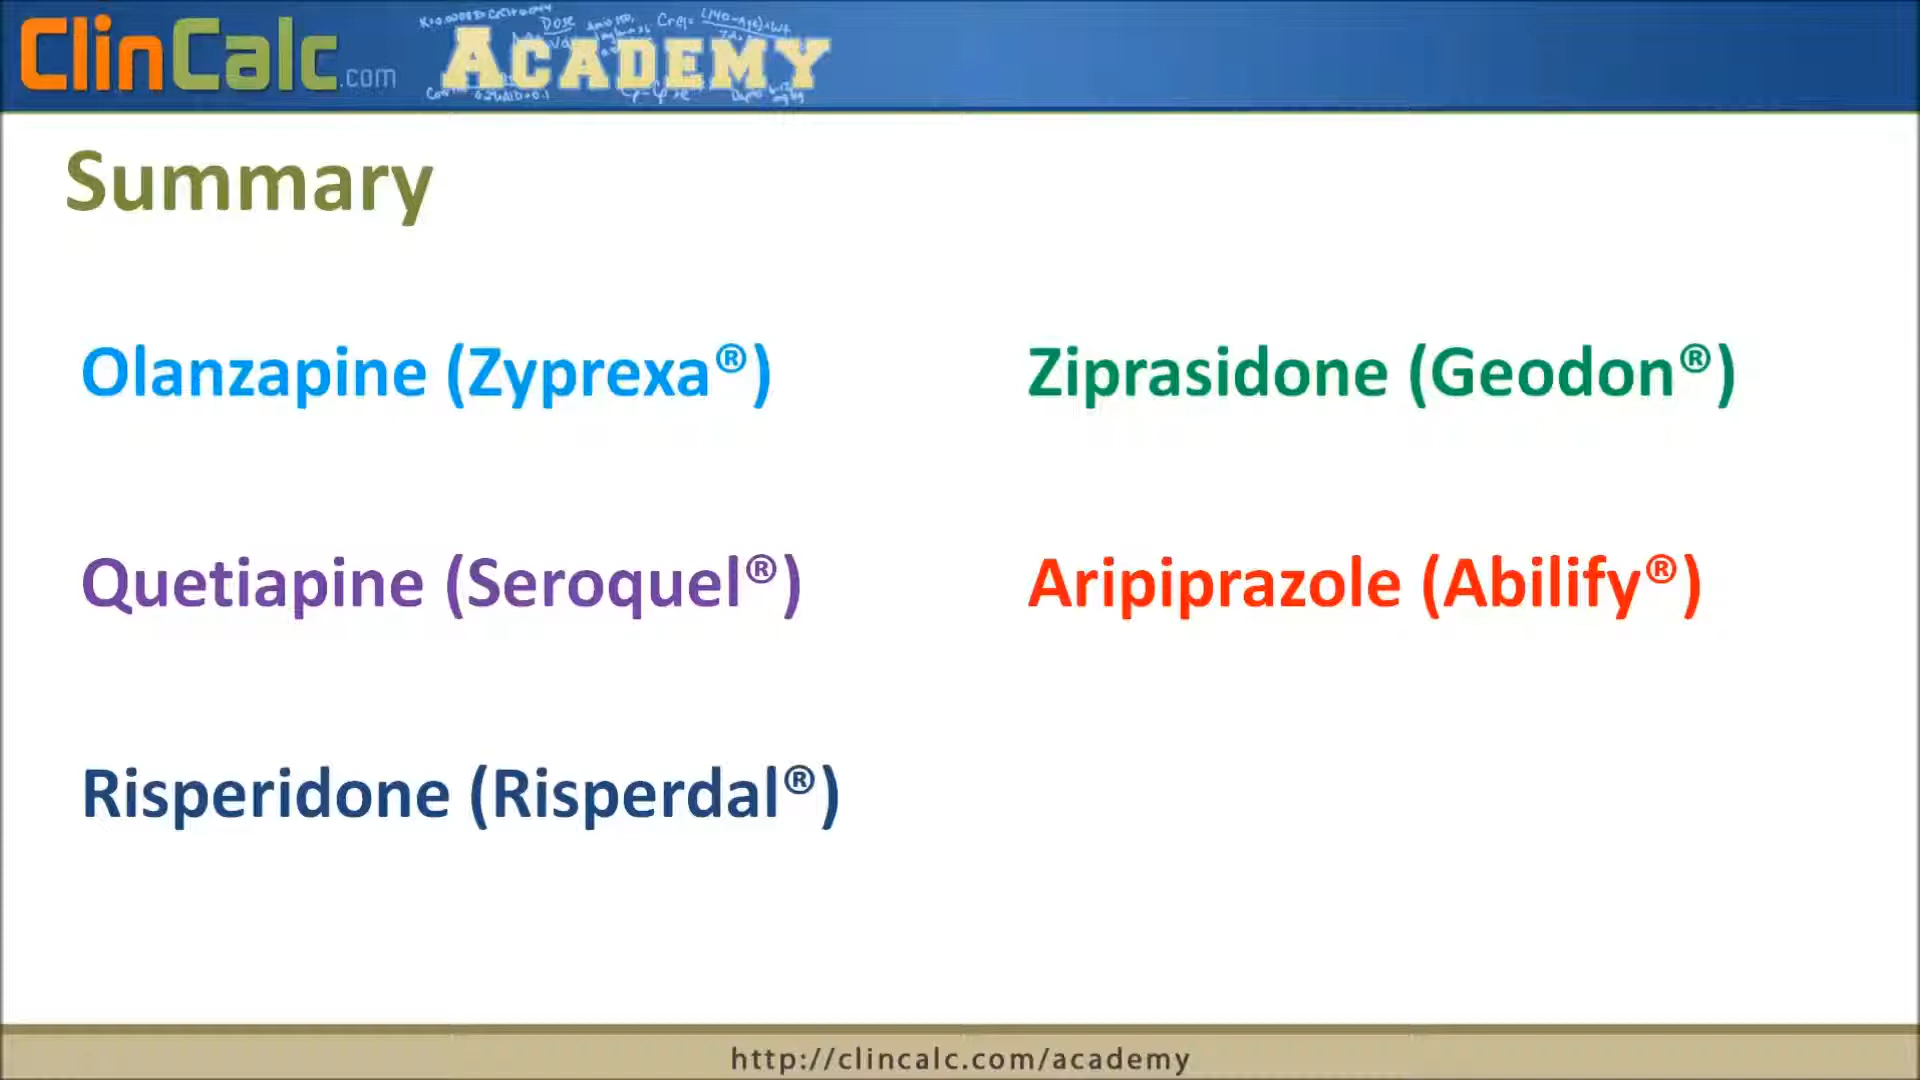 ClinCalc.com ACADEMY
Summary
Olanzapine (Zyprexa®)
Quetiapine (Seroquel®)
Risperidone (Risperdal®)
Ziprasidone (Geodon®)
Aripiprazole (Abilify®)
http://clincalc.com/academy